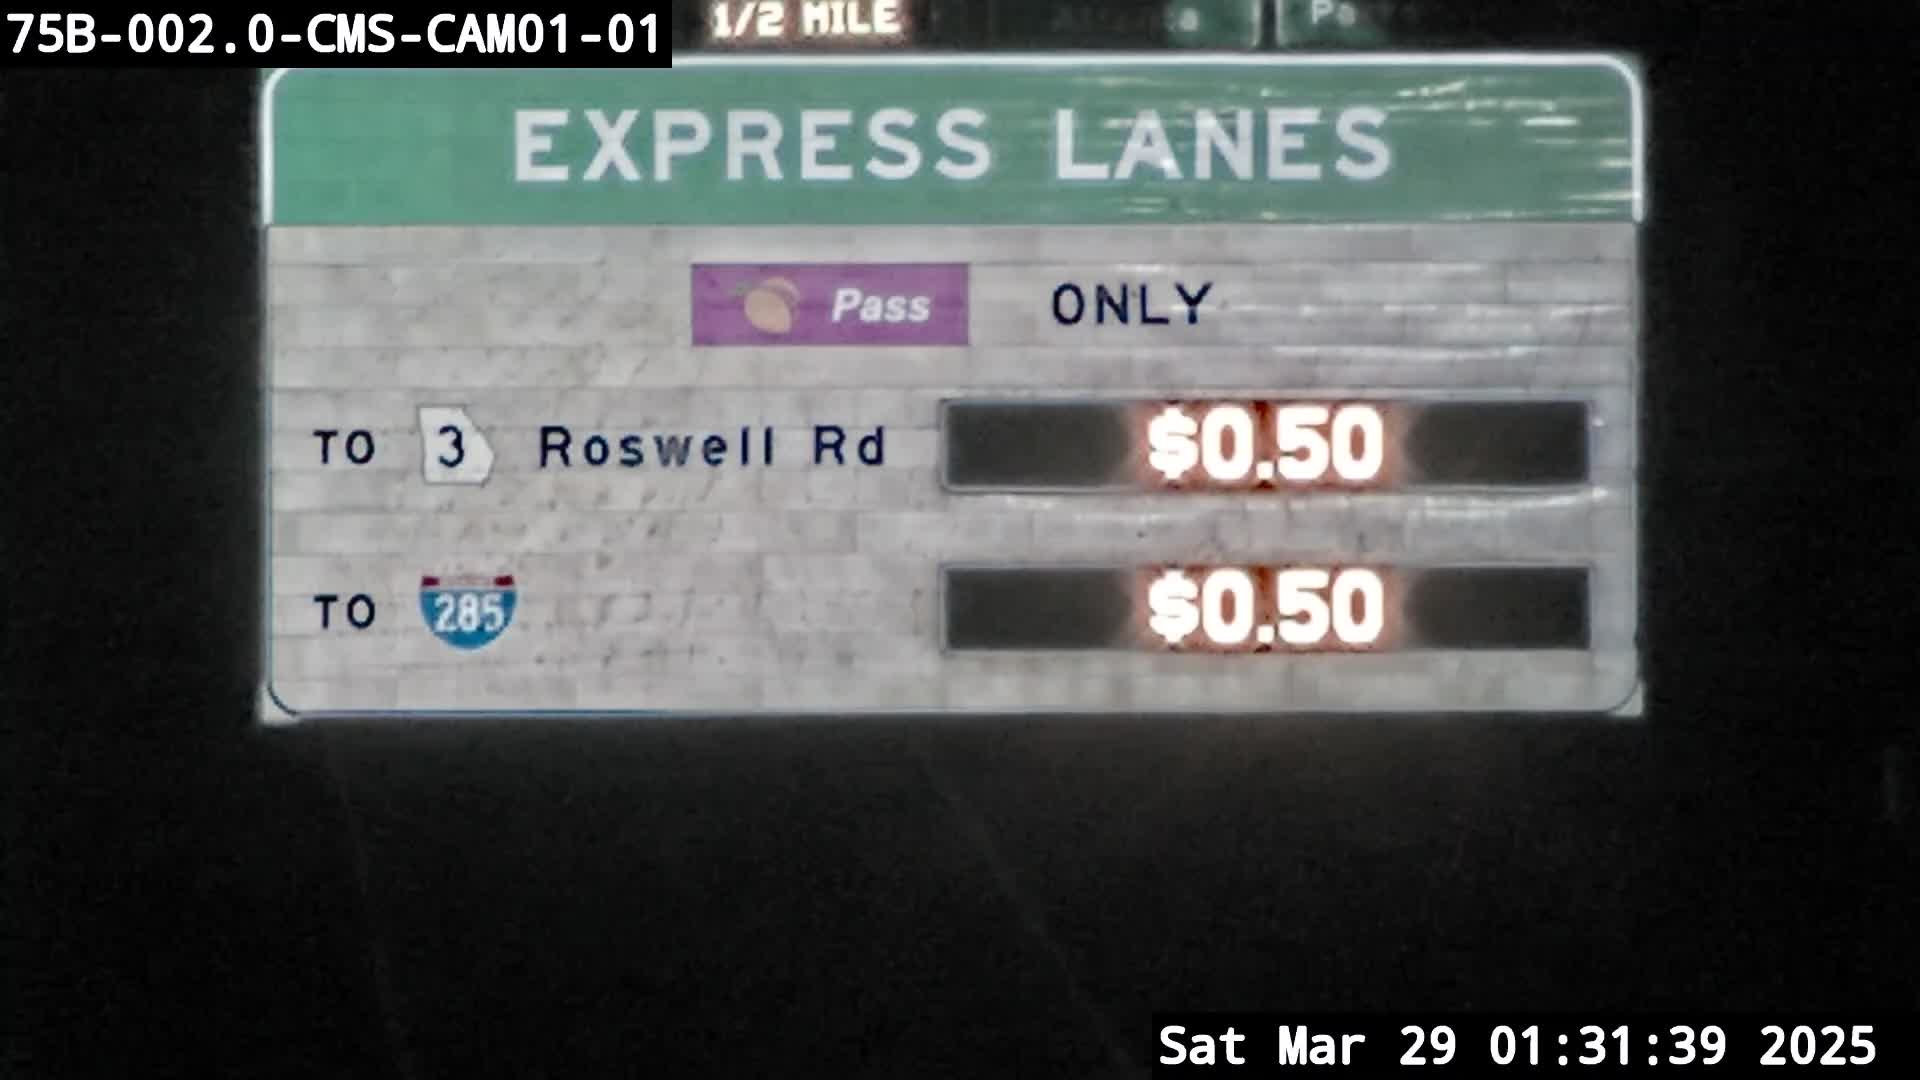 75B-002.0-CMS-CAM01-01
1/2 MILE
EXPRESS LANES
Pass ONLY
TO 3 Roswell Rd $0.50
TO 285 $0.50
Sat Mar 29 01:31:39 2025